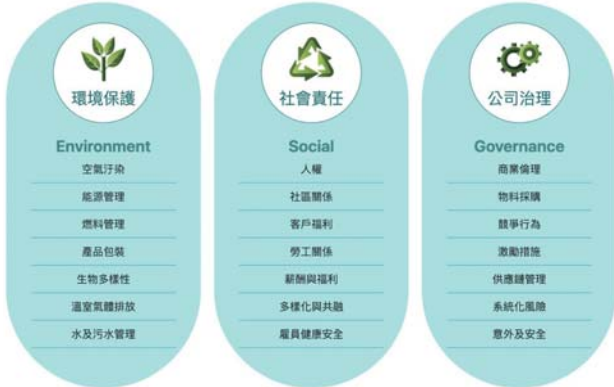 環境保護
Environment
空氣汙染
能源管理
燃料管理
產品包裝
生物多樣性
溫室氣體排放
水及污水管理
社會責任
Social
人權
社區關係
客戶福利
勞工關係
薪酬與福利
多樣化與共融
雇員健康安全
公司治理
Governance
商業倫理
物料採購
競爭行為
激勵措施
供應鏈管理
系統化風險
意外及安全